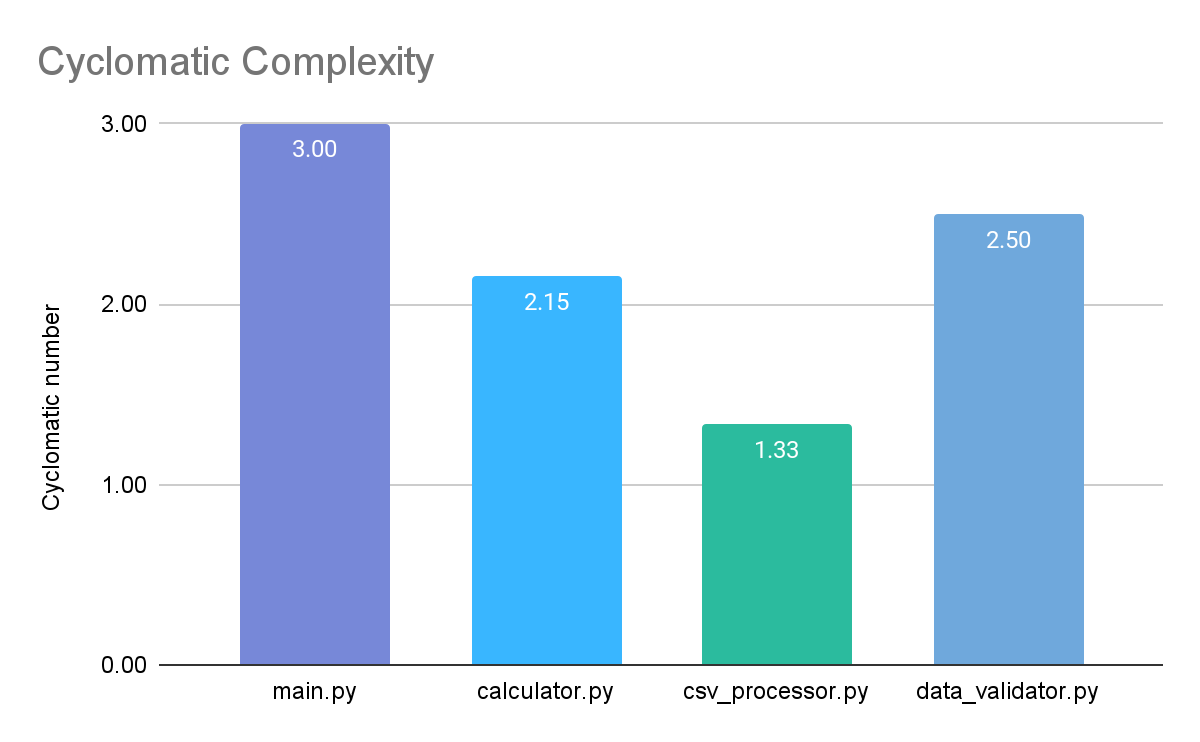 Cyclomatic Complexity
Cyclomatic number
3.00
2.00
1.00
0.00
3.00
2.15
1.33
2.50
main.py
calculator.py
csv_processor.py
data_validator.py